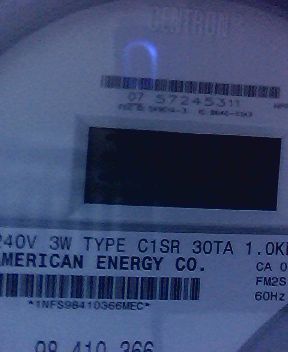 CENTRON
07 57245311
240V 3W TYPE C1SR 30TA 1.0K
AMERICAN ENERGY CO.
CA 0
FM2S
60Hz
*1NFS98410366MEC*
98 410 366